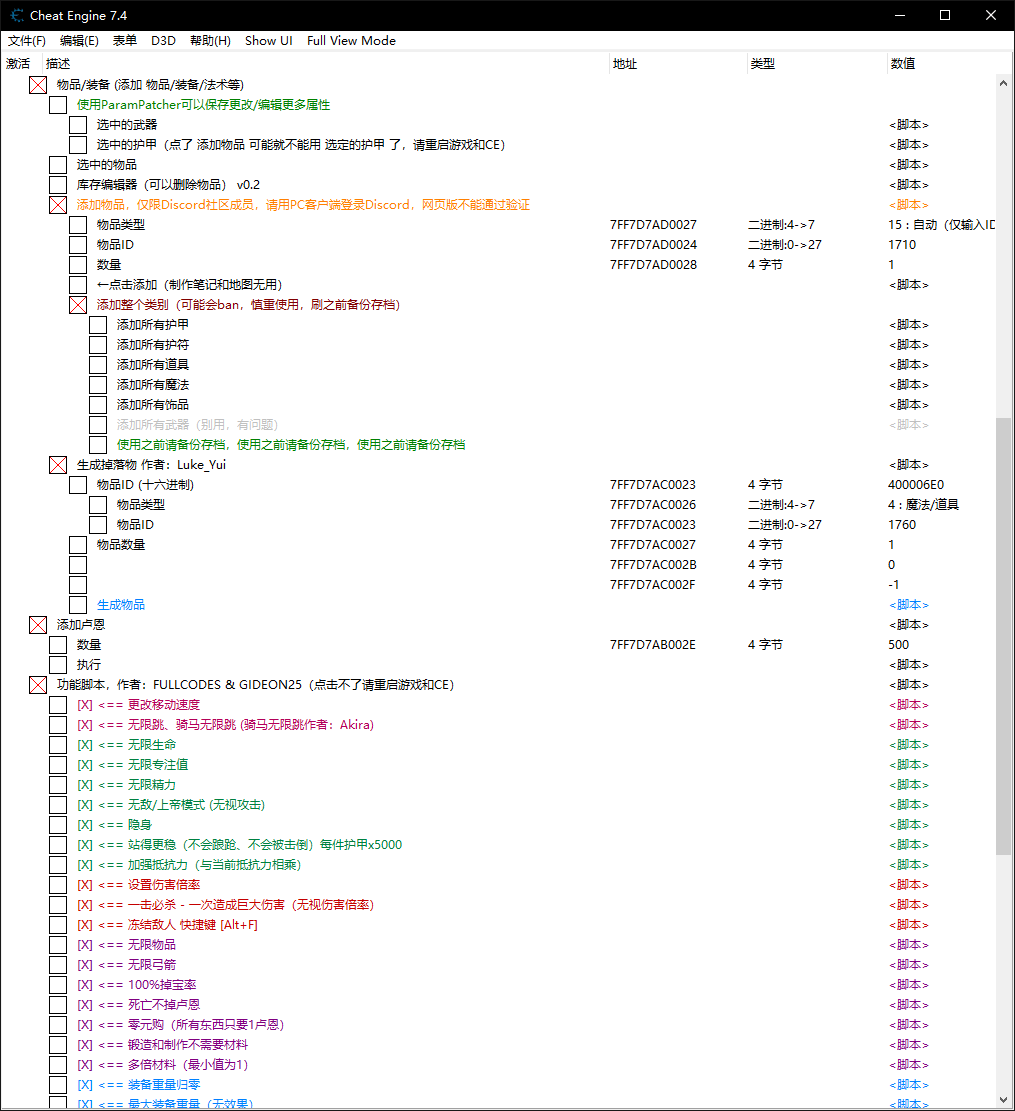 Cheat Engine 7.4
文件(F) 编辑(E) 表单 D3D 帮助(H) Show UI Full View Mode
激活 描述 地址 类型 数值
物品/装备 (添加 物品/装备/法术等)
使用ParamPatcher可以保存更改/编辑更多属性
选中的武器 <脚本>
选中的护甲（点了 添加物品 可能就不能用 选定的护甲 了，请重启游戏和CE） <脚本>
选中的物品 <脚本>
库存编辑器（可以删除物品） v0.2 <脚本>
添加物品，仅限Discord社区成员，请用PC客户端登录Discord，网页版不能通过验证 <脚本>
物品类型 7FF7D7AD0027 二进制:4->7 15 : 自动（仅输入ID
物品ID 7FF7D7AD0024 二进制:0->27 1710
数量 7FF7D7AD0028 4 字节 1
←点击添加（制作笔记和地图无用） <脚本>
添加整个类别（可能会ban，慎重使用，刷之前备份存档）
添加所有护甲 <脚本>
添加所有护符 <脚本>
添加所有道具 <脚本>
添加所有魔法 <脚本>
添加所有饰品 <脚本>
添加所有武器（别用，有问题） <脚本>
使用之前请备份存档，使用之前请备份存档，使用之前请备份存档
生成掉落物 作者：Luke_Yui <脚本>
物品ID (十六进制) 7FF7D7AC0023 4 字节 400006E0
物品类型 7FF7D7AC0026 二进制:4->7 4 : 魔法/道具
物品ID 7FF7D7AC0023 二进制:0->27 1760
物品数量 7FF7D7AC0027 4 字节 1
7FF7D7AC002B 4 字节 0
7FF7D7AC002F 4 字节 -1
生成物品 <脚本>
添加卢恩 <脚本>
数量 7FF7D7AB002E 4 字节 500
执行 <脚本>
功能脚本，作者：FULLCODES & GIDEON25（点击不了请重启游戏和CE） <脚本>
[X] <== 更改移动速度 <脚本>
[X] <== 无限跳、骑马无限跳 (骑马无限跳作者：Akira) <脚本>
[X] <== 无限生命 <脚本>
[X] <== 无限专注值 <脚本>
[X] <== 无限精力 <脚本>
[X] <== 无敌/上帝模式 (无视攻击) <脚本>
[X] <== 隐身 <脚本>
[X] <== 站得更稳（不会踉跄、不会被击倒）每件护甲x5000 <脚本>
[X] <== 加强抵抗力（与当前抵抗力相乘） <脚本>
[X] <== 设置伤害倍率 <脚本>
[X] <== 一击必杀 - 一次造成巨大伤害（无视伤害倍率） <脚本>
[X] <== 冻结敌人 快捷键 [Alt+F] <脚本>
[X] <== 无限物品 <脚本>
[X] <== 无限弓箭 <脚本>
[X] <== 100%掉宝率 <脚本>
[X] <== 死亡不掉卢恩 <脚本>
[X] <== 零元购（所有东西只要1卢恩） <脚本>
[X] <== 锻造和制作不需要材料 <脚本>
[X] <== 多倍材料（最小值为1） <脚本>
[X] <== 装备重量归零 <脚本>
[X] <== 最大装备重量（无效果） <脚本>